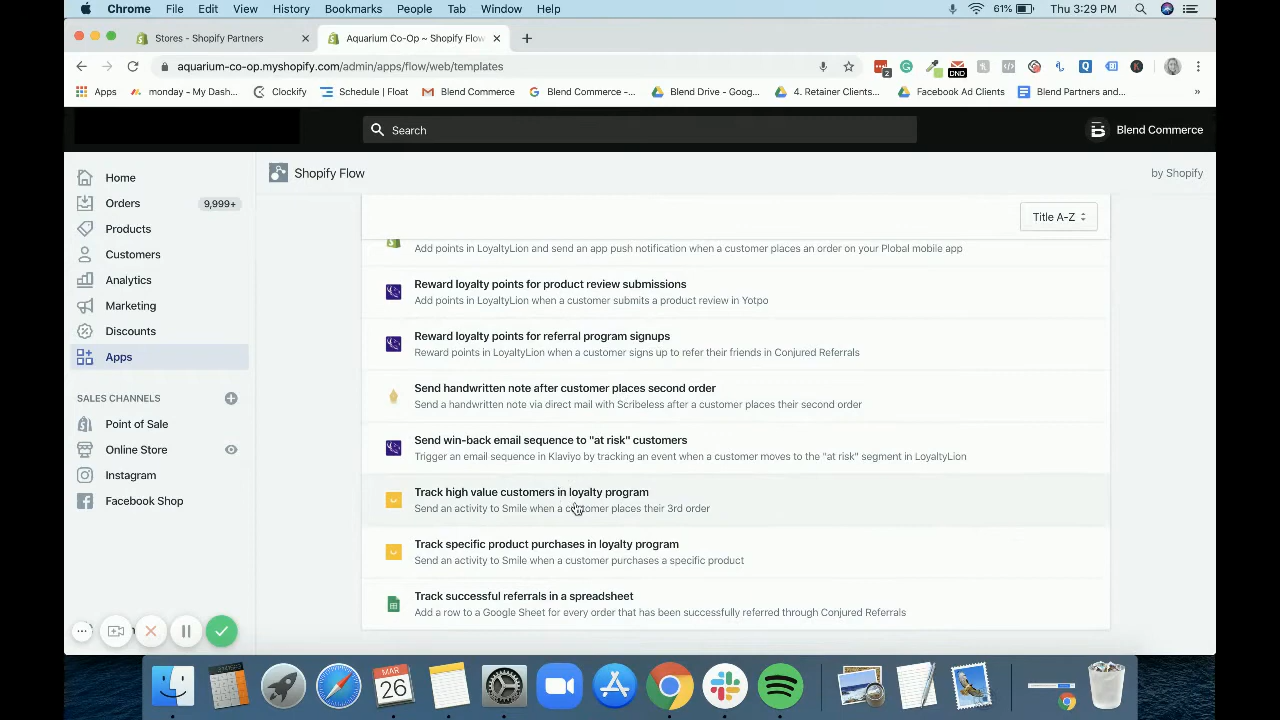 Chrome File Edit View History Bookmarks People Tab Window Help 61% Thu 3:29 PM
Stores - Shopify Partners Aquarium Co-Op ~ Shopify Flow
aquarium-co-op.myshopify.com/admin/apps/flow/web/templates 2 DND
Apps monday - My Dash... Clockify Schedule | Float Blend Commerce Blend Commerce -... Blend Drive - Goog... 4. Retainer Clients... Facebook Ad Clients Blend Partners and... »
Search Blend Commerce
Shopify Flow by Shopify
Home
Orders 9,999+
Products
Customers
Analytics
Marketing
Discounts
Apps
SALES CHANNELS
Point of Sale
Online Store
Instagram
Facebook Shop
Title A-Z
Add points in LoyaltyLion and send an app push notification when a customer places an order on your Plobal mobile app
Reward loyalty points for product review submissions
Add points in LoyaltyLion when a customer submits a product review in Yotpo
Reward loyalty points for referral program signups
Reward points in LoyaltyLion when a customer signs up to refer their friends in Conjured Referrals
Send handwritten note after customer places second order
Send a handwritten note via direct mail with Scribeless after a customer places their second order
Send win-back email sequence to "at risk" customers
Trigger an email sequence in Klaviyo by tracking an event when a customer moves to the "at risk" segment in LoyaltyLion
Track high value customers in loyalty program
Send an activity to Smile when a customer places their 3rd order
Track specific product purchases in loyalty program
Send an activity to Smile when a customer purchases a specific product
Track successful referrals in a spreadsheet
Add a row to a Google Sheet for every order that has been successfully referred through Conjured Referrals
MAR
26